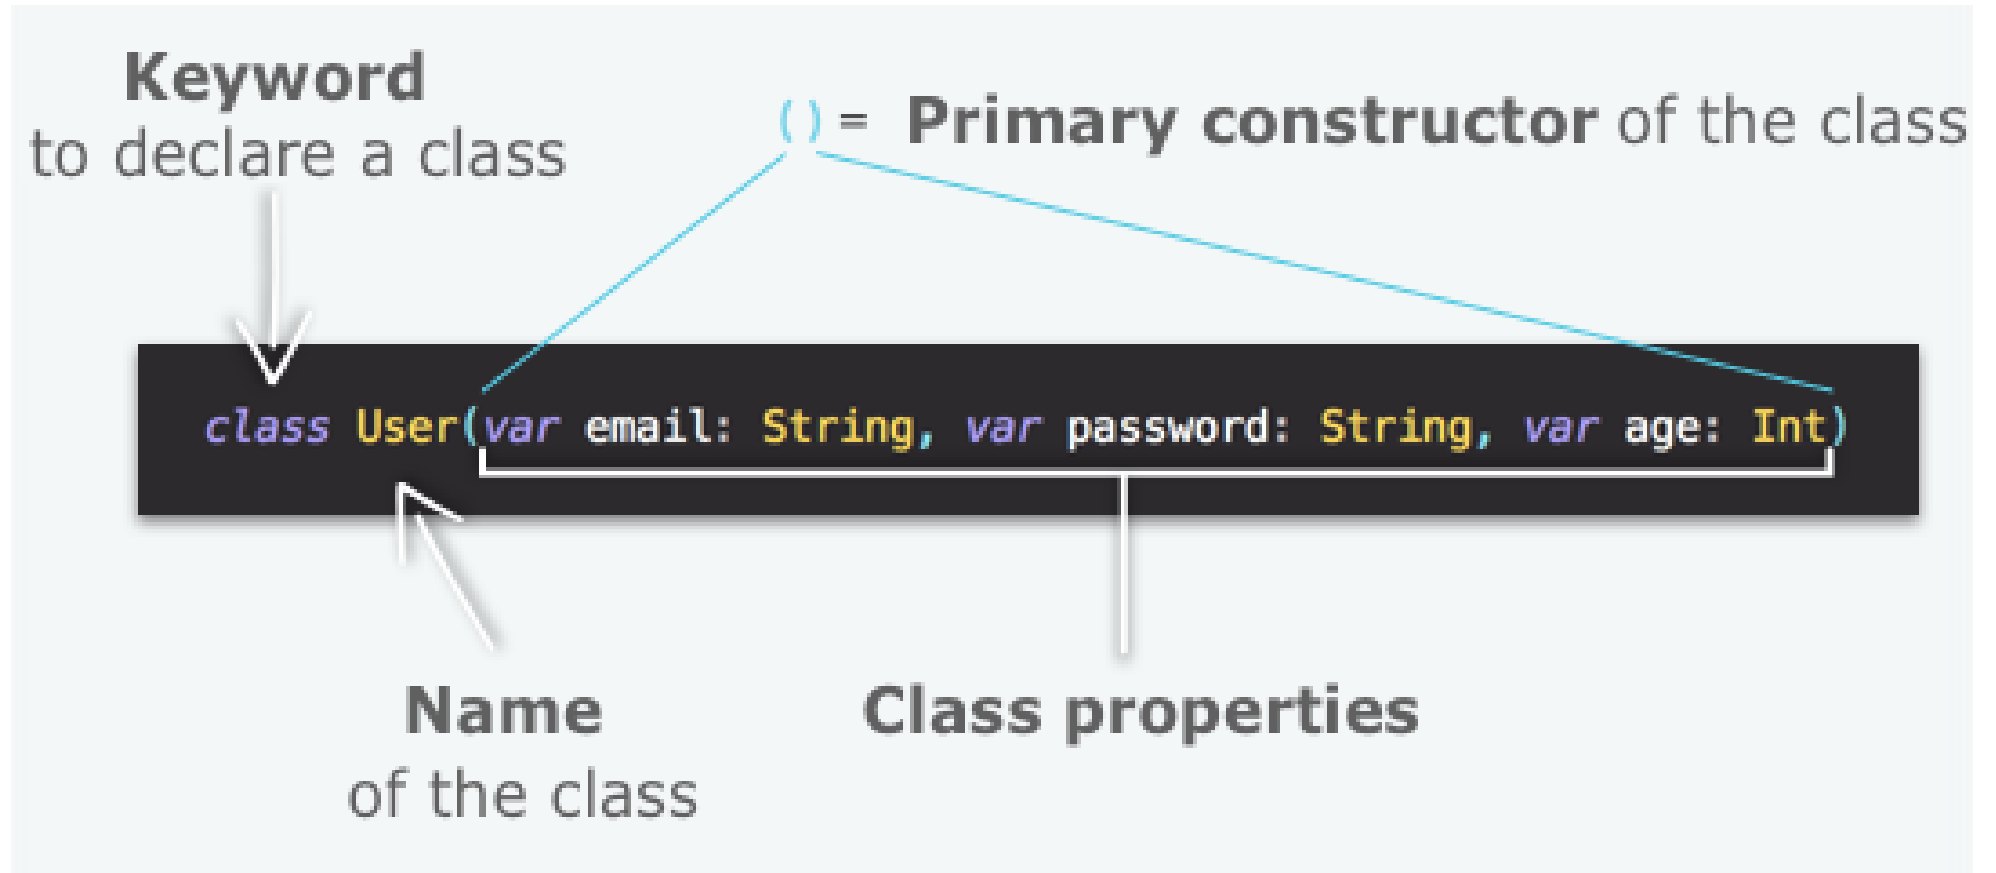 Keyword
to declare a class
() = Primary constructor of the class
class User(var email: String, var password: String, var age: Int)
Name
of the class
Class properties